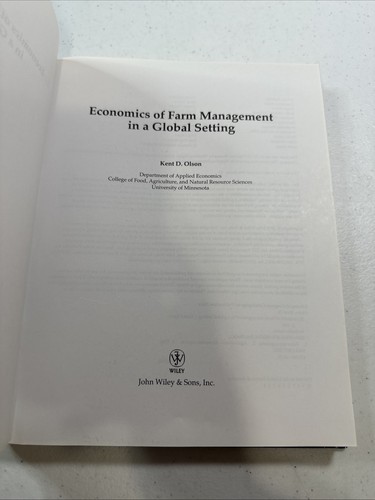 Economics of Farm Management
in a Global Setting
Kent D. Olson
Department of Applied Economics
College of Food, Agriculture, and Natural Resource Sciences
University of Minnesota
WILEY
John Wiley & Sons, Inc.